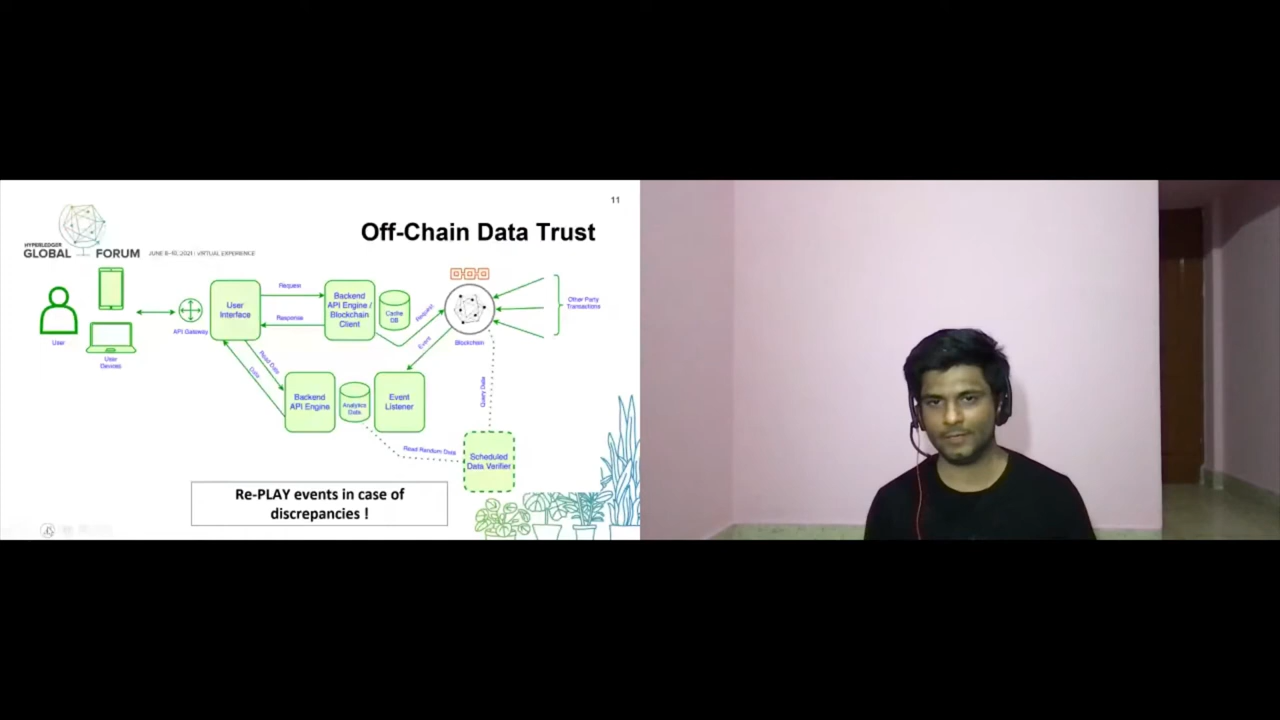 11
Off-Chain Data Trust
HYPERLEDGER
GLOBAL FORUM
JUNE 8-10, 2021 | VIRTUAL EXPERIENCE
User
User
Devices
API Gateway
User
Interface
Request
Response
Backend
API Engine /
Blockchain
Client
Cache
DB
Request
Event
Blockchain
Other Party
Transactions
Read Data
Data
Backend
API Engine
Analytics
Data
Event
Listener
Query Data
Read Random Data
Scheduled
Data Verifier
Re-PLAY events in case of
discrepancies !